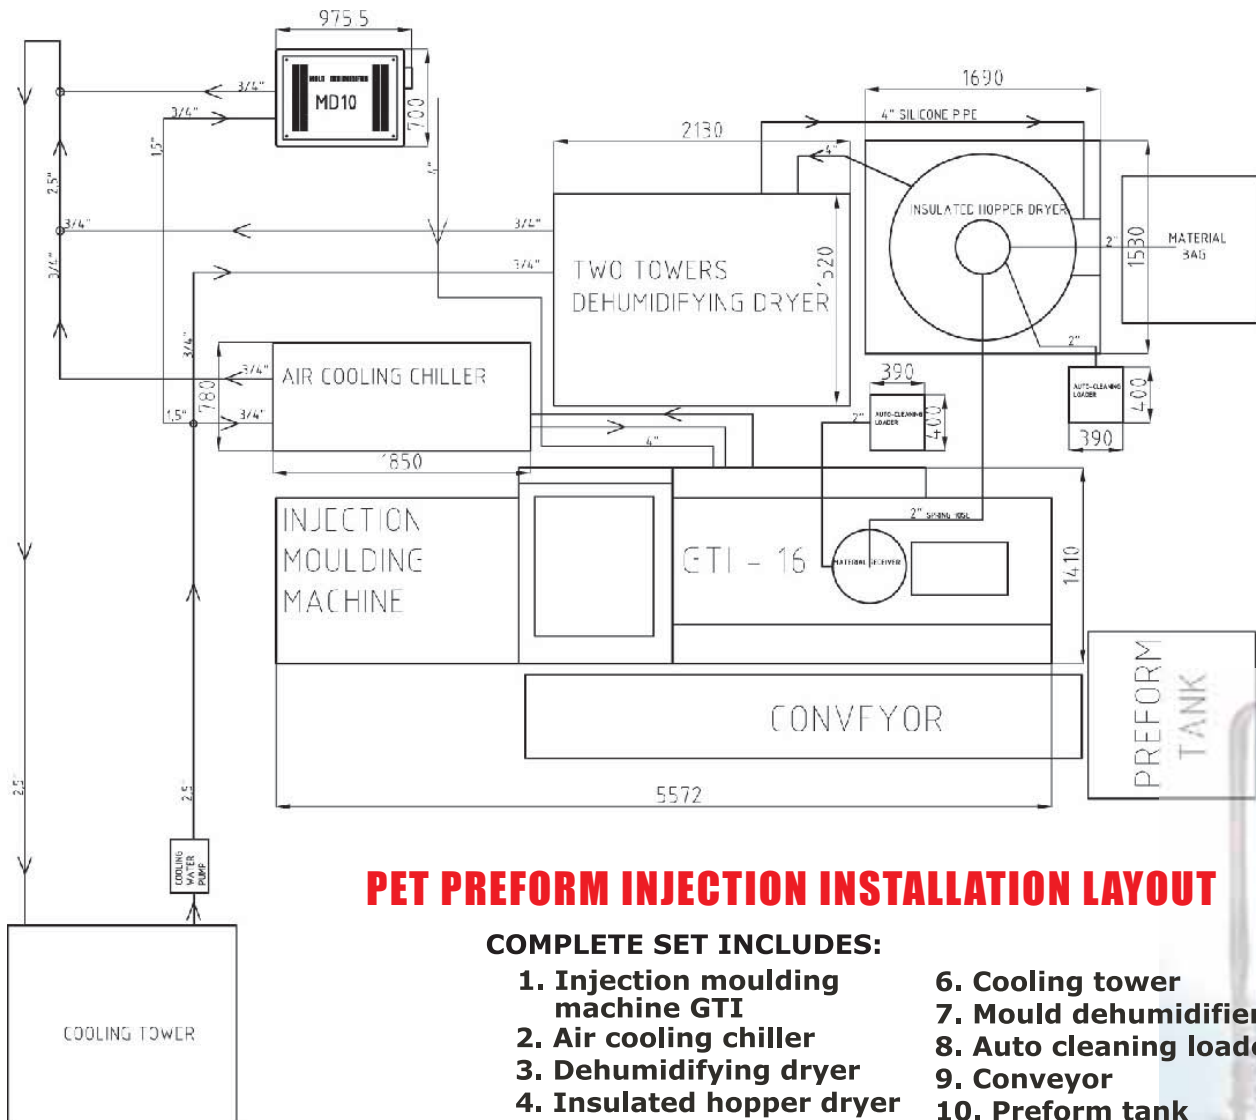 975.5
MOLD DEHUMIDIFIER
MD10
700
3/4"
3/4"
1,5"
2,5"
4"
1690
4" SILICONE PIPE
2130
4"
INSULATED HOPPER DRYER
1530
2"
MATERIAL
BAG
3/4"
3/4"
3/4"
3/4"
TWO TOWERS
DEHUMIDIFYING DRYER
3/4"
2"
AUTO-CLEANING
LOADER
400
390
390
AUTO-CLEANING
LOADER
400
2"
3/4"
780
AIR COOLING CHILLER
1,5"
3/4"
4"
1850
INJECTION
MOULDING
MACHINE
GTI - 16
2" SPRING HOSE
MATERIAL RECEIVER
1410
PREFORM
TANK
CONVEYOR
5572
2,5"
2,5"
COOLING
WATER
PUMP
COOLING TOWER
PET PREFORM INJECTION INSTALLATION LAYOUT
COMPLETE SET INCLUDES:
1. Injection moulding
machine GTI
2. Air cooling chiller
3. Dehumidifying dryer
4. Insulated hopper dryer
6. Cooling tower
7. Mould dehumidifier
8. Auto cleaning loade
9. Conveyor
10. Preform tank